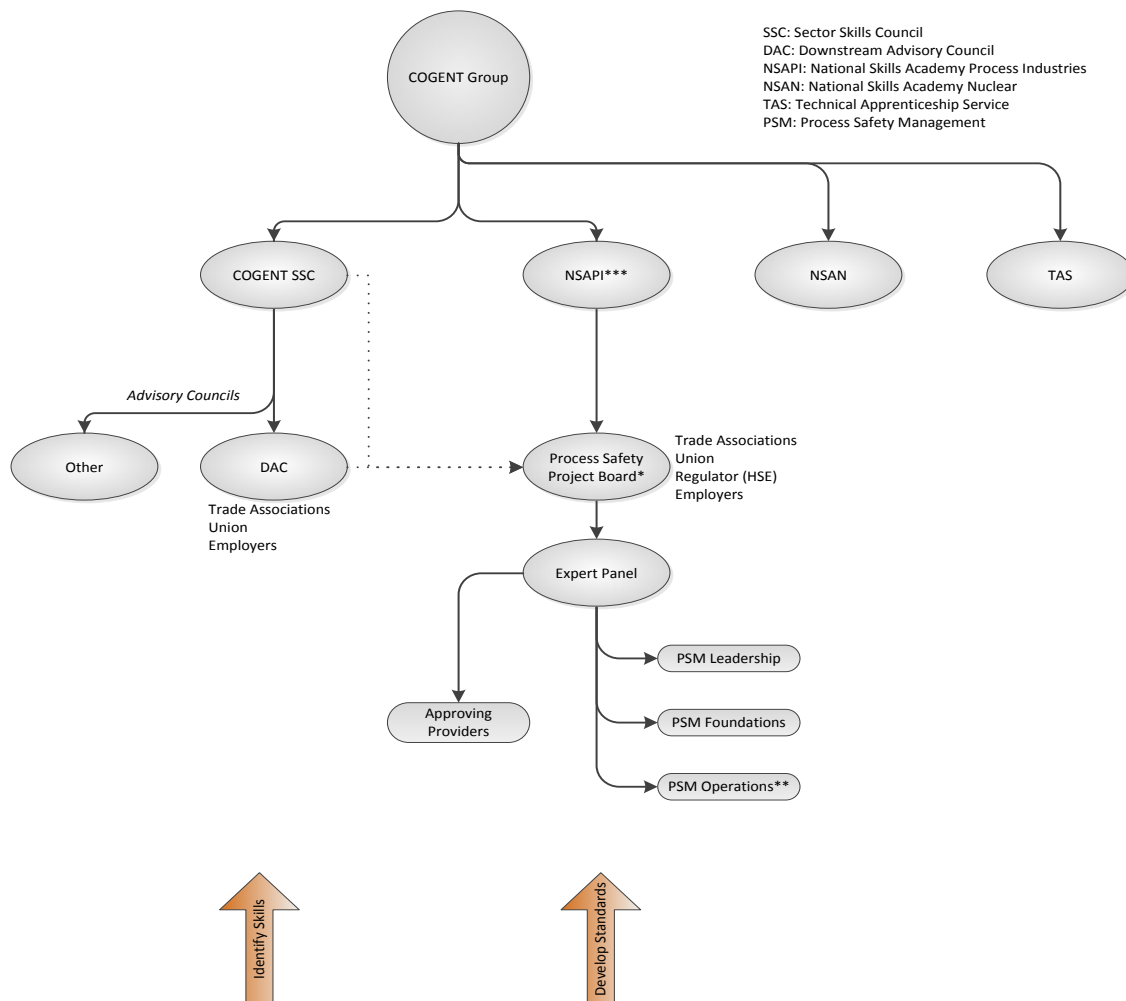 COGENT Group
SSC: Sector Skills Council
DAC: Downstream Advisory Council
NSAPI: National Skills Academy Process Industries
NSAN: National Skills Academy Nuclear
TAS: Technical Apprenticeship Service
PSM: Process Safety Management
COGENT SSC
NSAPI***
NSAN
TAS
Advisory Councils
Other
DAC
Trade Associations
Union
Employers
Process Safety
Project Board*
Trade Associations
Union
Regulator (HSE)
Employers
Expert Panel
PSM Leadership
Approving
Providers
PSM Foundations
PSM Operations**
Identify Skills
Develop Standards